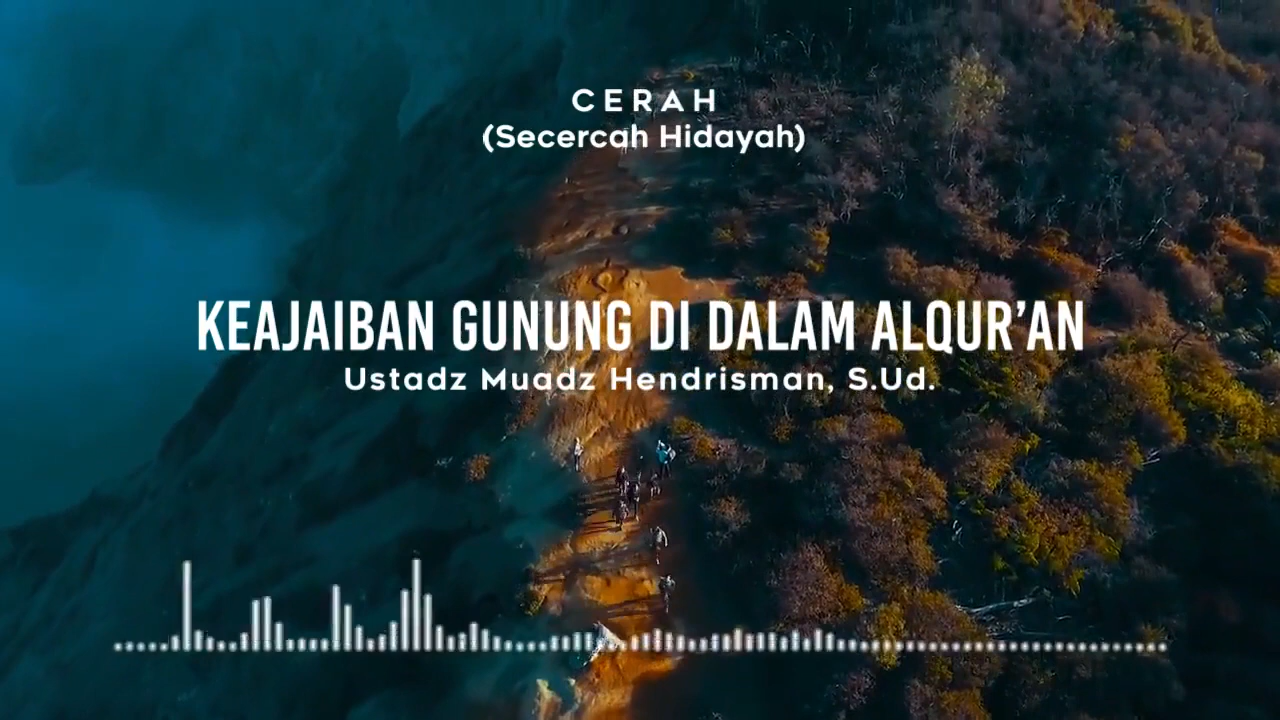 CERAH
(Secercah Hidayah)
KEAJAIBAN GUNUNG DI DALAM ALQUR’AN
Ustadz Muadz Hendrisman, S.Ud.